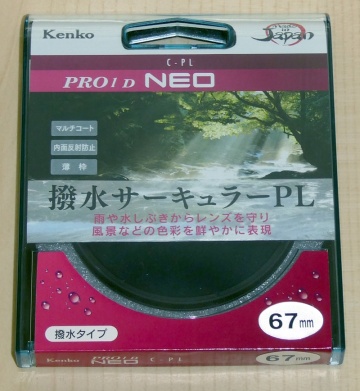 Kenko
Made in Japan
C-PL
PRO1D NEO
マルチコート
内面反射防止
薄枠
撥水サーキュラーPL
雨や水しぶきからレンズを守り
風景などの色彩を鮮やかに表現
撥水タイプ
67mm
Kenko PRO1D NEO C-PL
67mm